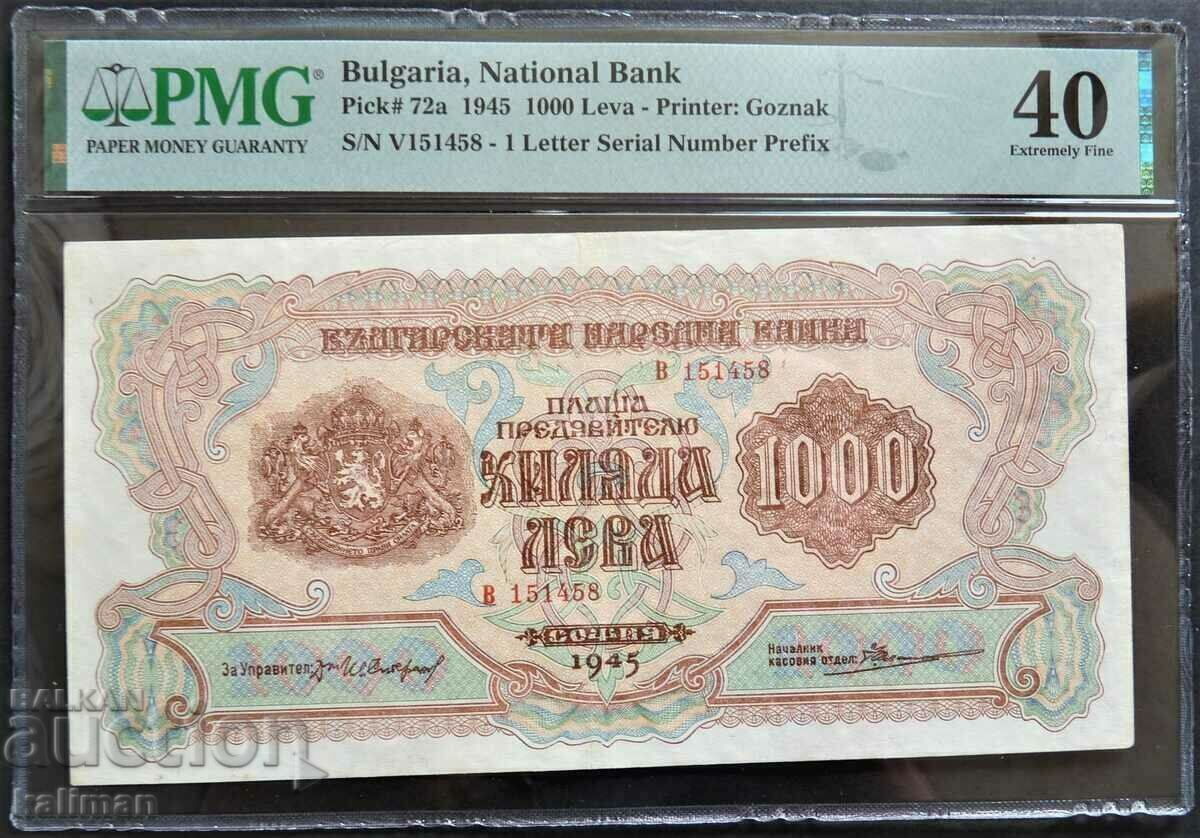 PMG®
PAPER MONEY GUARANTY
Bulgaria, National Bank
Pick# 72a 1945 1000 Leva - Printer: Goznak
S/N V151458 - 1 Letter Serial Number Prefix
40
Extremely Fine
БЪЛГАРСКАТА НАРОДНА БАНКА
В 151458
ПЛАЩА
ПРЕДЯВИТЕЛЮ
ХИЛЯДА
ЛЕВА
1000
В 151458
СОФИЯ
1945
За Управител:
Началник
касовия отдел:
BALKAN
auction
kaliman